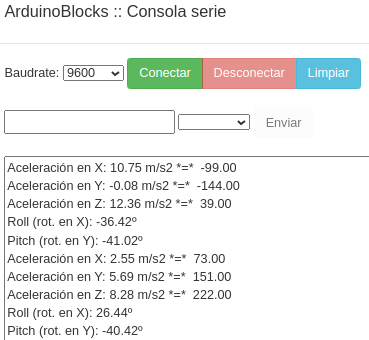 ArduinoBlocks :: Consola serie
Baudrate: 9600 Conectar Desconectar Limpiar
Enviar
Aceleración en X: 10.75 m/s2 *=* -99.00
Aceleración en Y: -0.08 m/s2 *=* -144.00
Aceleración en Z: 12.36 m/s2 *=* 39.00
Roll (rot. en X): -36.42º
Pitch (rot. en Y): -41.02º
Aceleración en X: 2.55 m/s2 *=* 73.00
Aceleración en Y: 5.69 m/s2 *=* 151.00
Aceleración en Z: 8.28 m/s2 *=* 222.00
Roll (rot. en X): 26.44º
Pitch (rot. en Y): -40.42º